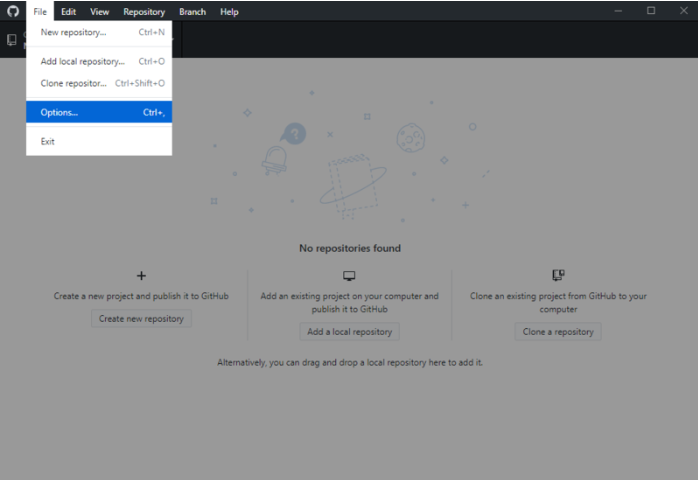 File Edit View Repository Branch Help
New repository... Ctrl+N
Add local repository... Ctrl+O
Clone repositor... Ctrl+Shift+O
Options... Ctrl+,
Exit
?
No repositories found
Create a new project and publish it to GitHub
Create new repository
Add an existing project on your computer and
publish it to GitHub
Add a local repository
Clone an existing project from GitHub to your
computer
Clone a repository
Alternatively, you can drag and drop a local repository here to add it.